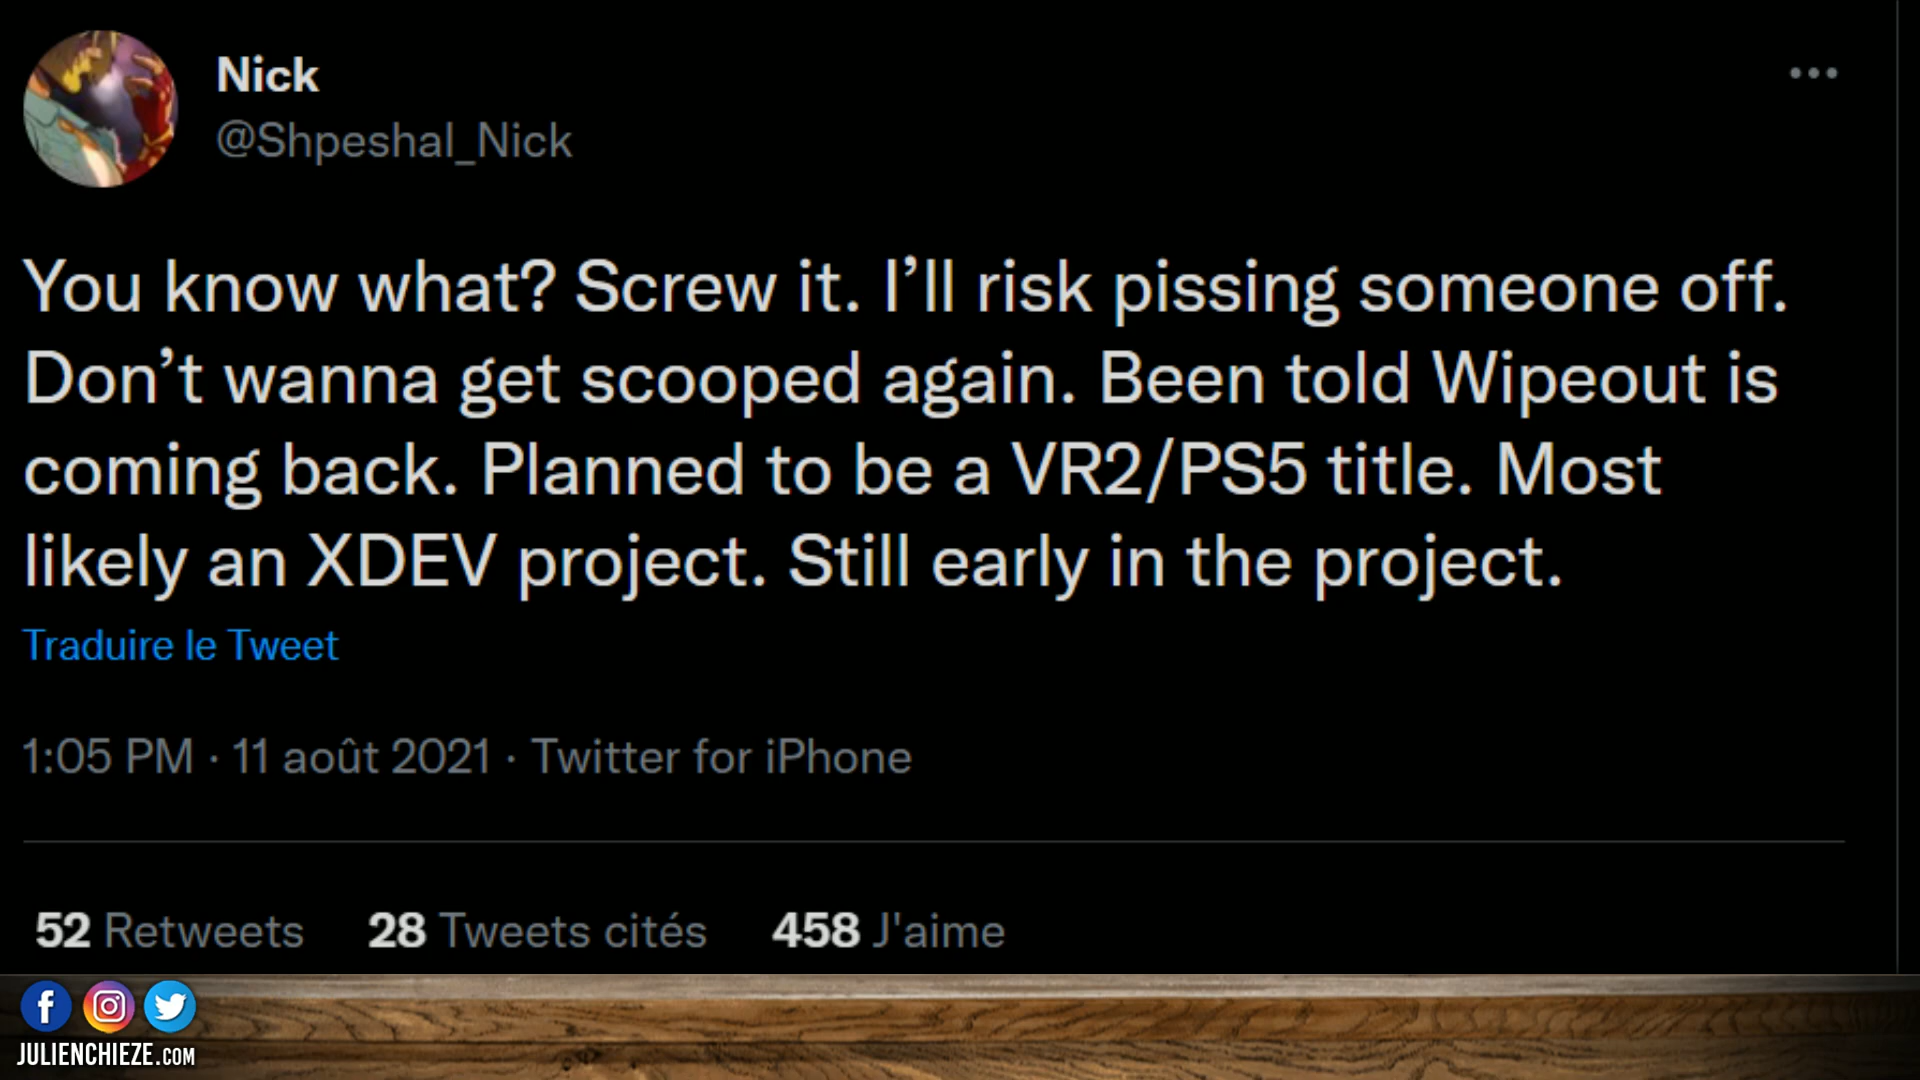 Nick
@Shpeshal_Nick
You know what? Screw it. I’ll risk pissing someone off.
Don’t wanna get scooped again. Been told Wipeout is
coming back. Planned to be a VR2/PS5 title. Most
likely an XDEV project. Still early in the project.
Traduire le Tweet
1:05 PM · 11 août 2021 · Twitter for iPhone
52 Retweets 28 Tweets cités 458 J'aime
JULIENCHIEZE.COM